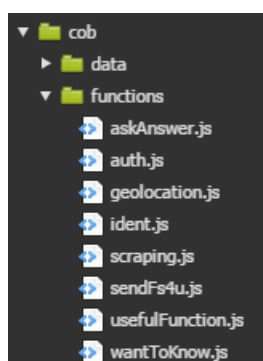 cob
data
functions
askAnswer.js
auth.js
geolocation.js
ident.js
scraping.js
sendFs4u.js
usefulFunction.js
wantToKnow.js